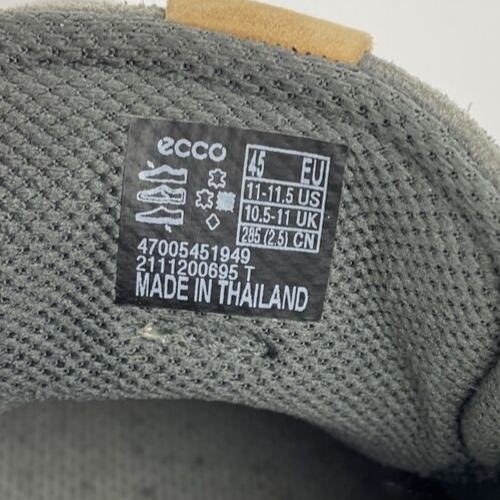 ecco
45 EU
11-11.5 US
10.5-11 UK
285 (2.5) CN
47005451949
2111200695 T
MADE IN THAILAND